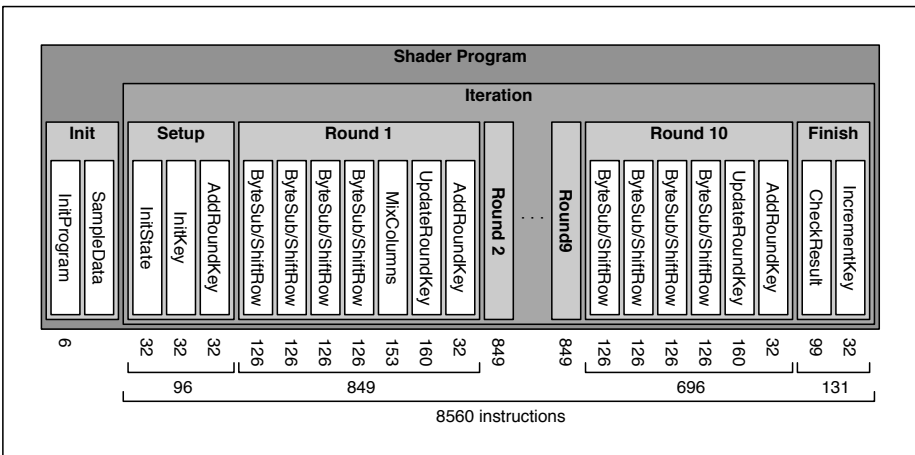 Shader Program
Iteration
Init
Setup
Round 1
Round 2
. . .
Round9
Round 10
Finish
InitProgram
SampleData
InitState
InitKey
AddRoundKey
ByteSub/ShiftRow
ByteSub/ShiftRow
ByteSub/ShiftRow
ByteSub/ShiftRow
MixColumns
UpdateRoundKey
AddRoundKey
ByteSub/ShiftRow
ByteSub/ShiftRow
ByteSub/ShiftRow
ByteSub/ShiftRow
UpdateRoundKey
AddRoundKey
CheckResult
IncrementKey
6
32
32
32
126
126
126
126
153
160
32
849
849
126
126
126
126
160
32
99
32
96
849
696
131
8560 instructions